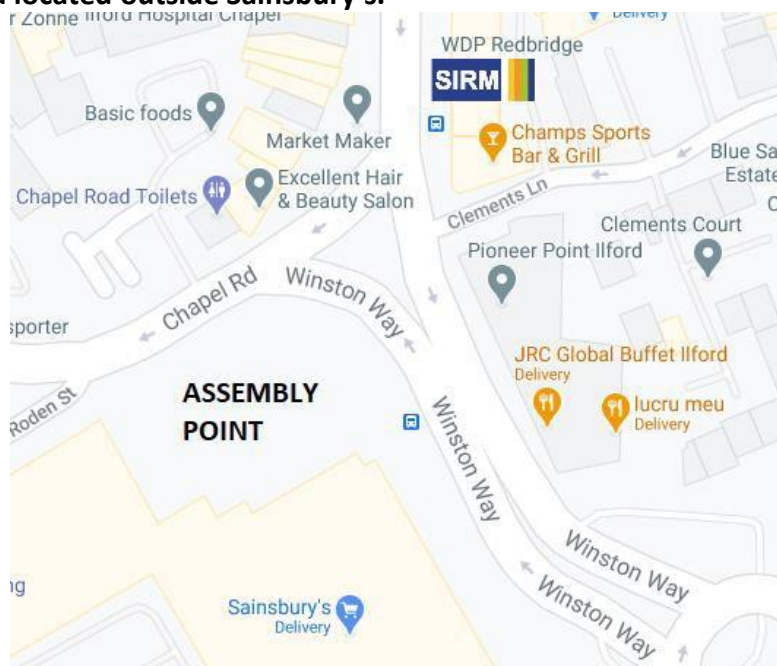 located outside Sainsbury's.
r Zonne
Ilford Hospital Chapel
Delivery
WDP Redbridge
SIRM
Basic foods
Market Maker
Champs Sports
Bar & Grill
Blue Sa
Estate
Chapel Road Toilets
Excellent Hair
& Beauty Salon
Clements Ln
Clements Court
Pioneer Point Ilford
Chapel Rd
Winston Way
sporter
JRC Global Buffet Ilford
Delivery
ASSEMBLY
POINT
lucru meu
Delivery
Roden St
Winston Way
Winston Way
ng
Sainsbury's
Delivery
Winston Way